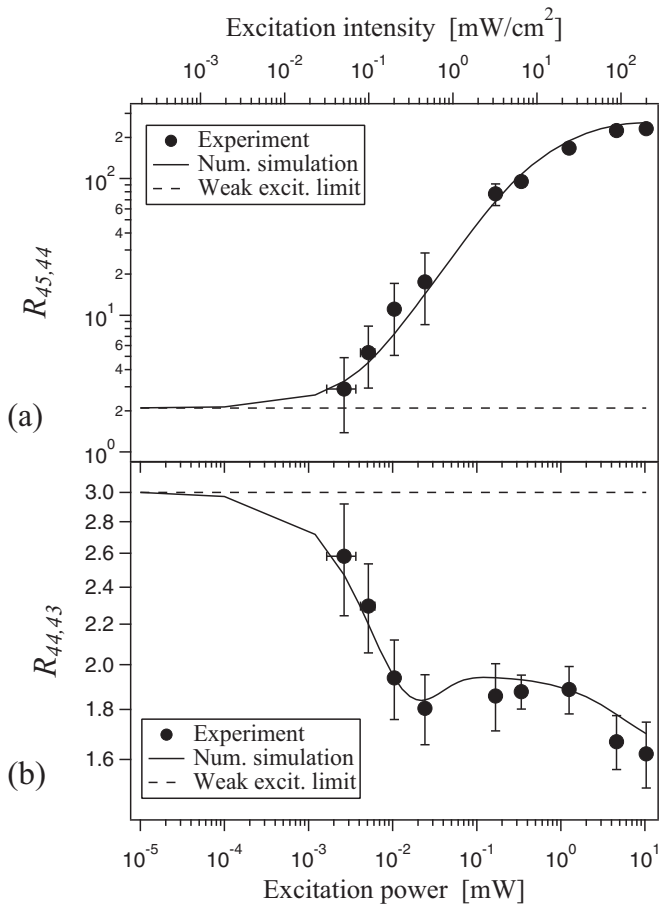 Excitation intensity [mW/cm²]
10⁻³ 10⁻² 10⁻¹ 10⁰ 10¹ 10²
Experiment
Num. simulation
Weak excit. limit
2
10²
8
6
4
2
10¹
8
6
4
2
10⁰
R₄₅,₄₄
(a)
3.0
2.8
2.6
2.4
2.2
2.0
1.8
1.6
R₄₄,₄₃
(b)
Experiment
Num. simulation
Weak excit. limit
10⁻⁵ 10⁻⁴ 10⁻³ 10⁻² 10⁻¹ 10⁰ 10¹
Excitation power [mW]